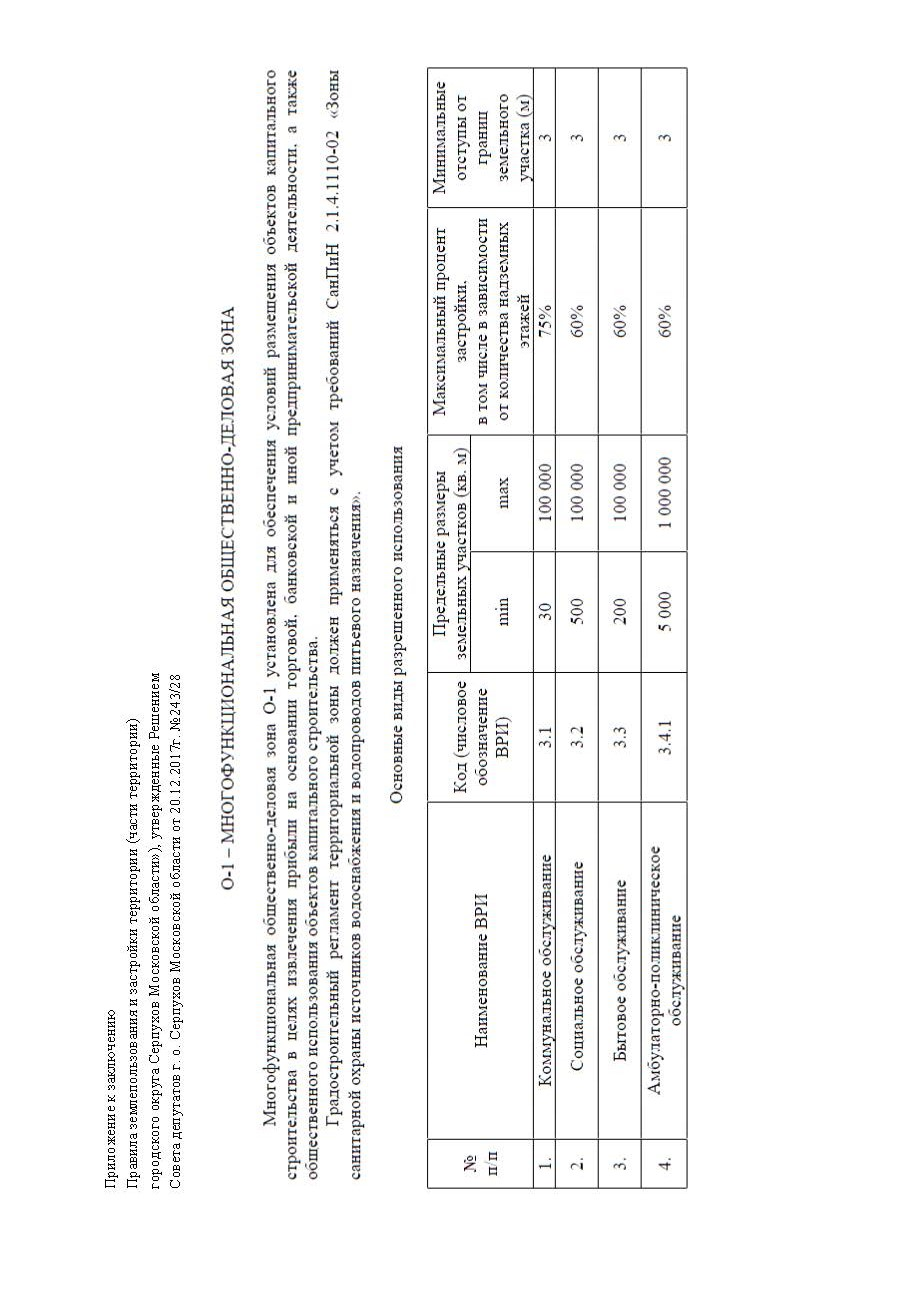 Приложение к заключению
Правила землепользования и застройки территории (части территории)
городского округа Серпухов Московской области»), утвержденные Решением
Совета депутатов г. о. Серпухов Московской области от 20.12.2017г. №243/28
О-1 – МНОГОФУНКЦИОНАЛЬНАЯ ОБЩЕСТВЕННО-ДЕЛОВАЯ ЗОНА
Многофункциональная общественно-деловая зона О-1 установлена для обеспечения условий размещения объектов капитального
строительства в целях извлечения прибыли на основании торговой, банковской и иной предпринимательской деятельности, а также
общественного использования объектов капитального строительства.
Градостроительный регламент территориальной зоны должен применяться с учетом требований СанПиН 2.1.4.1110-02 «Зоны
санитарной охраны источников водоснабжения и водопроводов питьевого назначения».
Основные виды разрешенного использования
№ п/п
Наименование ВРИ
Код (числовое
обозначение
ВРИ)
Предельные размеры
земельных участков (кв. м)
min
max
Максимальный процент
застройки,
в том числе в зависимости
от количества надземных
этажей
Минимальные
отступы от
границ
земельного
участка (м)
1. Коммунальное обслуживание 3.1 30 100 000 75% 3
2. Социальное обслуживание 3.2 500 100 000 60% 3
3. Бытовое обслуживание 3.3 200 100 000 60% 3
4. Амбулаторно-поликлиническое
обслуживание 3.4.1 5 000 1 000 000 60% 3